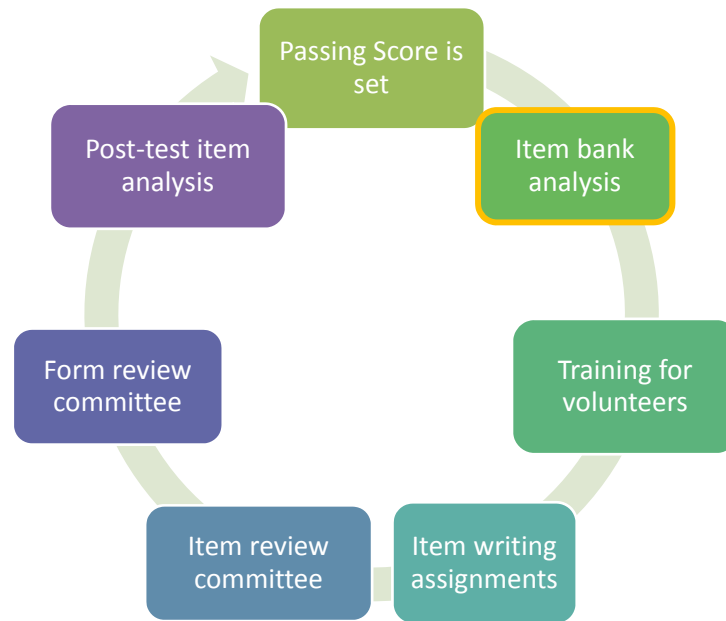 Passing Score is
set
Item bank
analysis
Training for
volunteers
Item writing
assignments
Item review
committee
Form review
committee
Post-test item
analysis